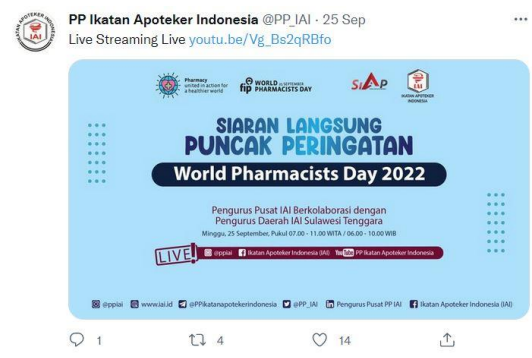 PP Ikatan Apoteker Indonesia @PP_IAI · 25 Sep
Live Streaming Live youtu.be/Vg_Bs2qRBfo
Pharmacy
united in action for
a healthier world
fip WORLD 25 SEPTEMBER
PHARMACISTS DAY
SIAP
IAI
IKATAN APOTEKER
INDONESIA
SIARAN LANGSUNG
PUNCAK PERINGATAN
World Pharmacists Day 2022
Pengurus Pusat IAI Berkolaborasi dengan
Pengurus Daerah IAI Sulawesi Tenggara
Minggu, 25 September, Pukul 07.00 - 11.00 WITA / 06.00 - 10.00 WIB
LIVE! @ppiai Ikatan Apoteker Indonesia (IAI) YouTube PP Ikatan Apoteker Indonesia
@ppiai www.iai.id @PPikatanapotekerindonesia @PP_IAI Pengurus Pusat PP IAI Ikatan Apoteker Indonesia (IAI)
1 4 14